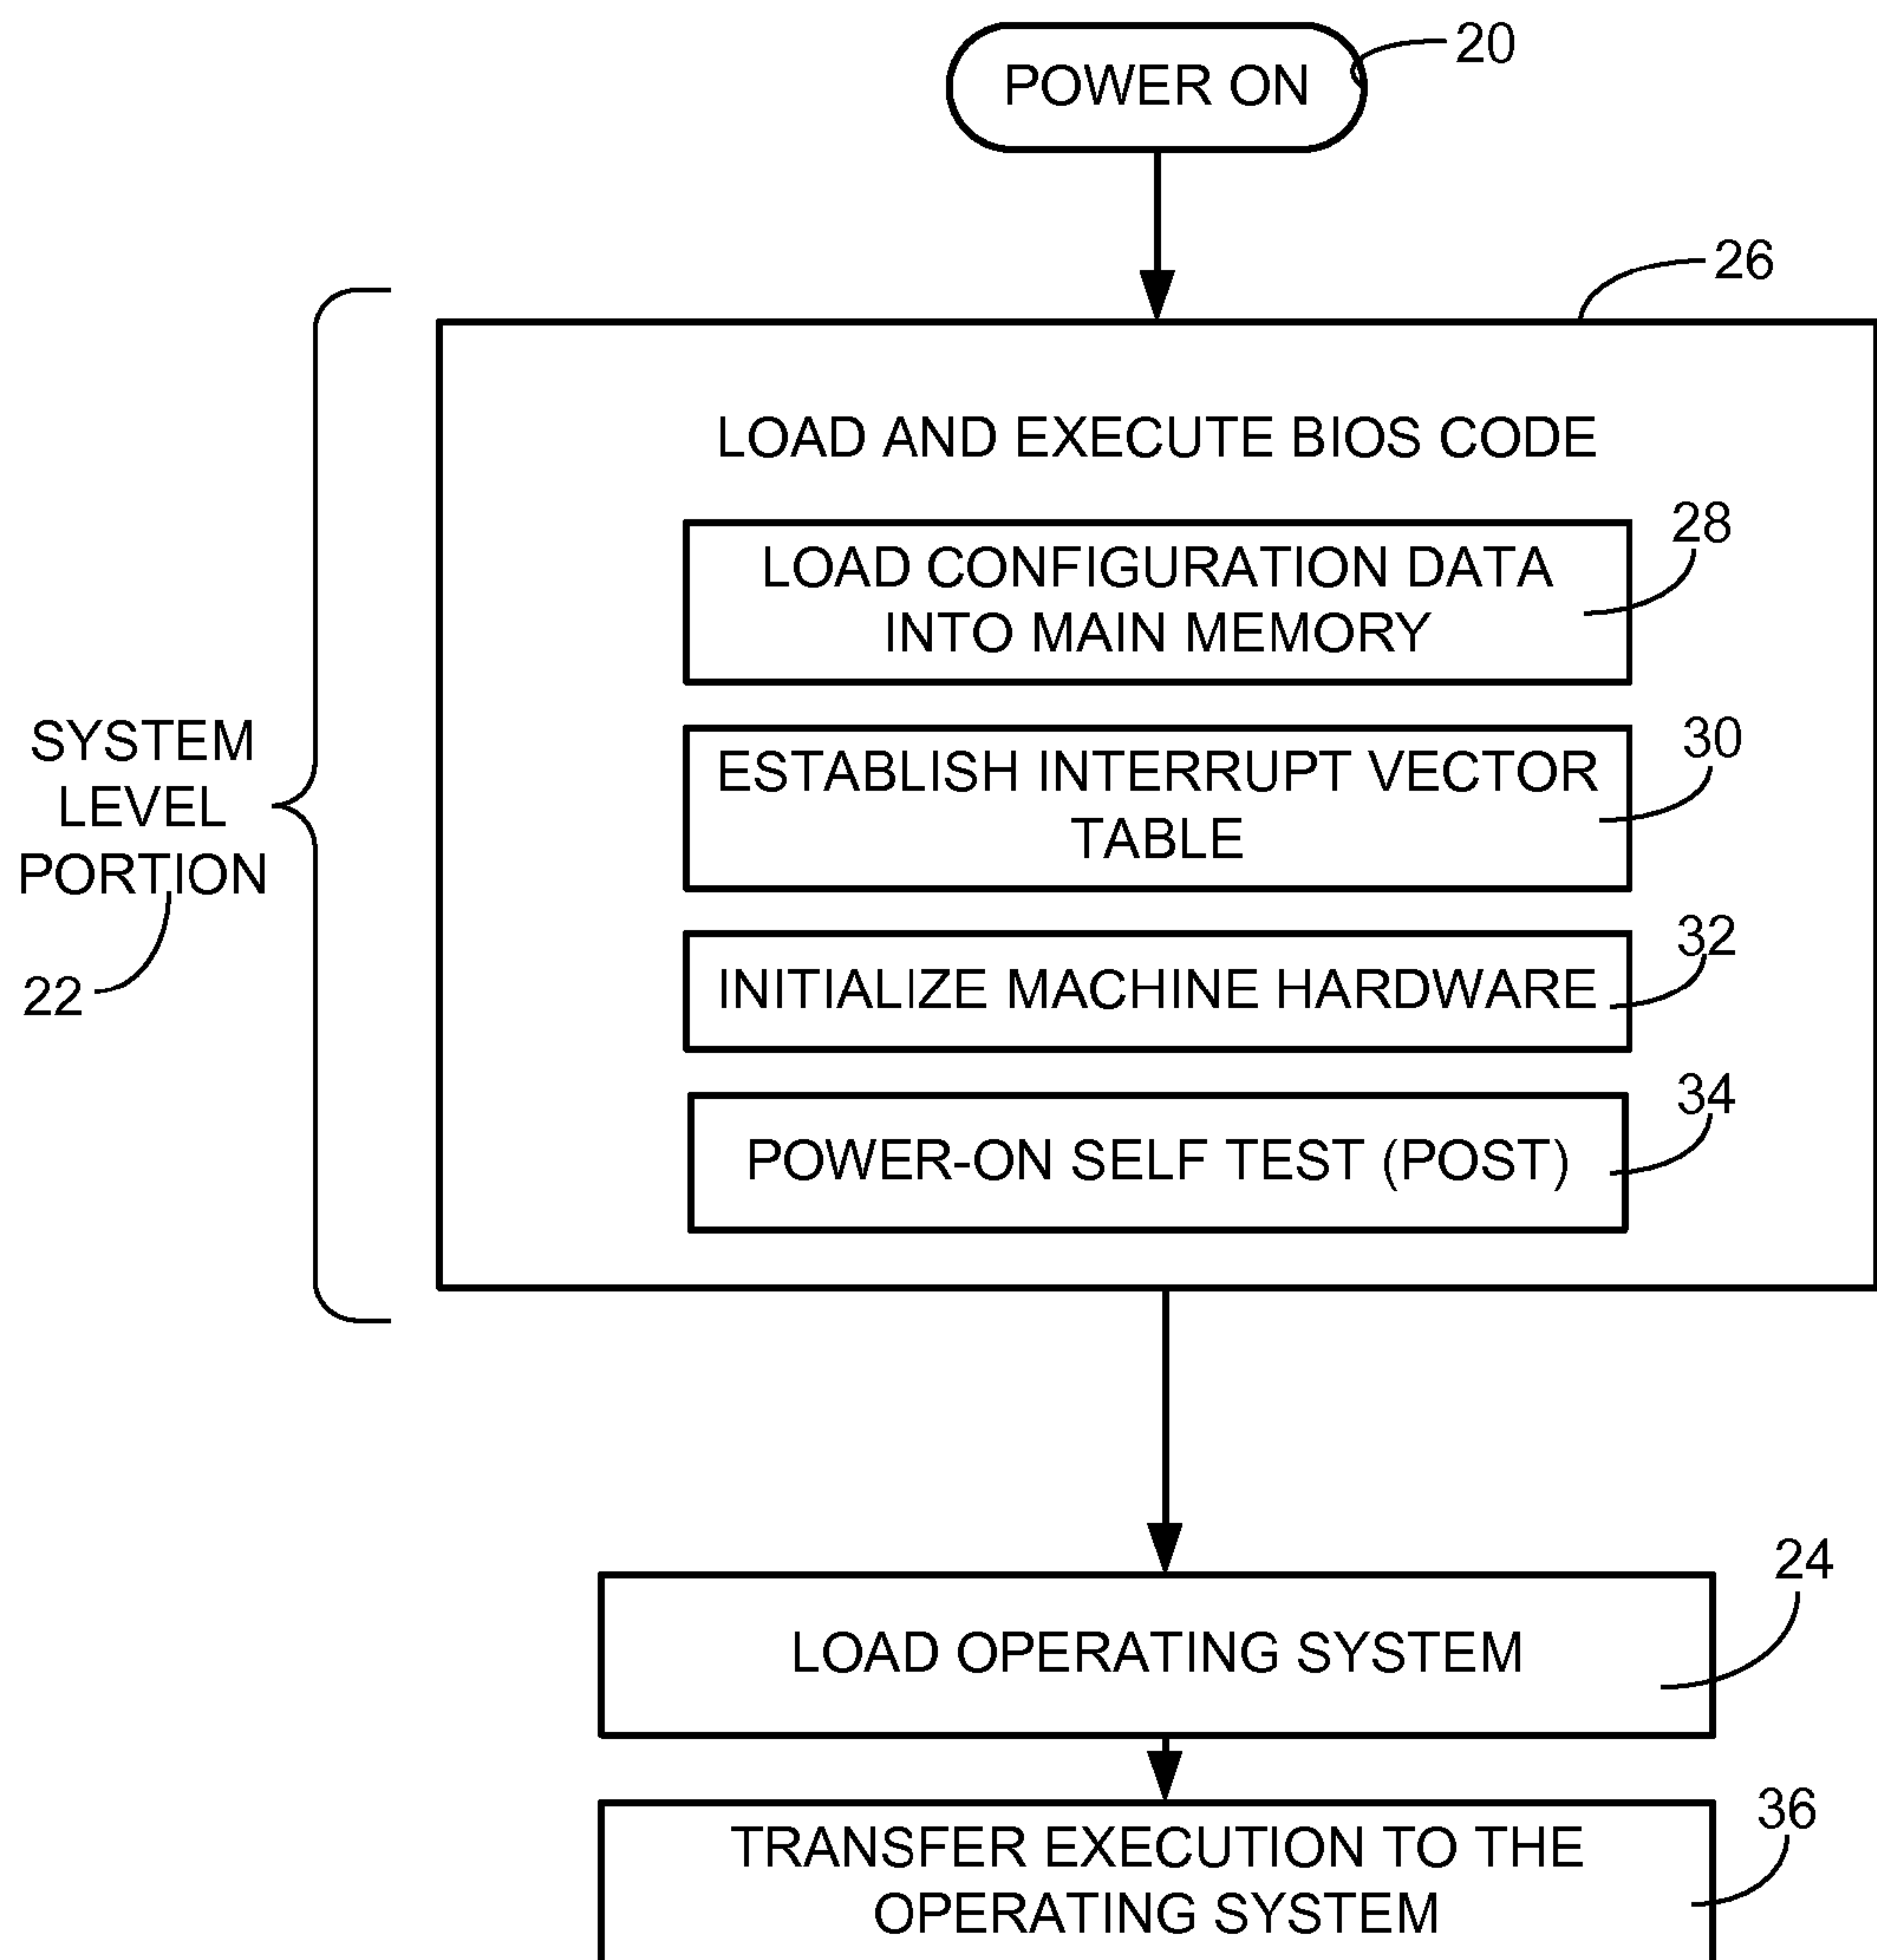 POWER ON
20
26
LOAD AND EXECUTE BIOS CODE
28
LOAD CONFIGURATION DATA
INTO MAIN MEMORY
30
ESTABLISH INTERRUPT VECTOR
TABLE
SYSTEM
LEVEL
PORTION
22
32
INITIALIZE MACHINE HARDWARE
34
POWER-ON SELF TEST (POST)
24
LOAD OPERATING SYSTEM
36
TRANSFER EXECUTION TO THE
OPERATING SYSTEM